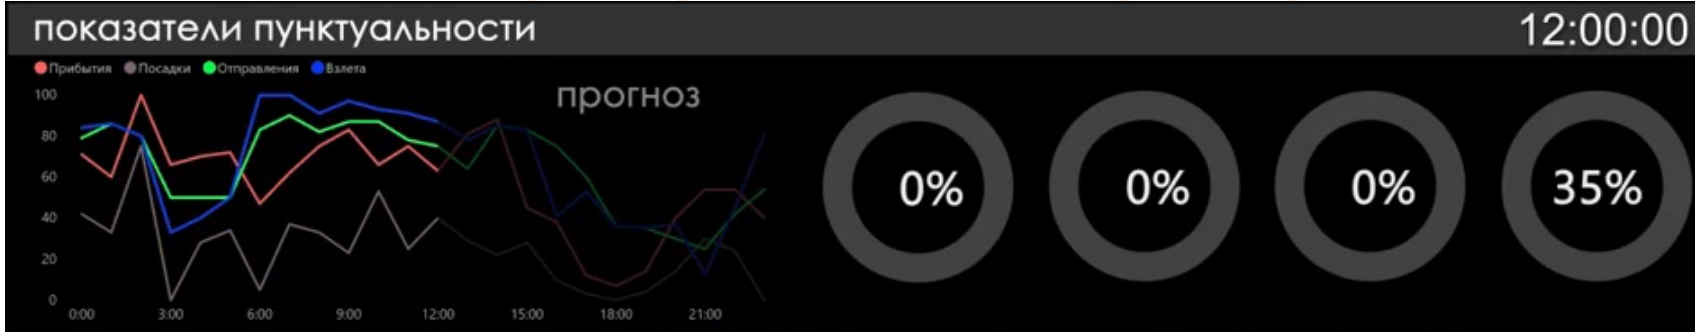 показатели пунктуальности
12:00:00
Прибытия Посадки Отправления Взлета
прогноз
100
80
60
40
20
0
0:00 3:00 6:00 9:00 12:00 15:00 18:00 21:00
0% 0% 0% 35%